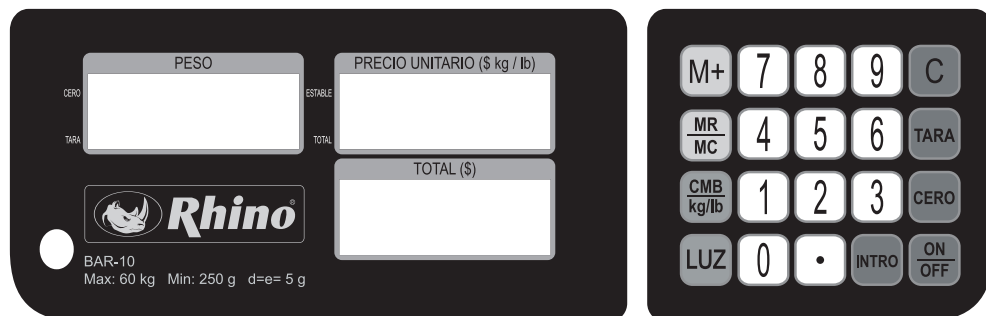 PESO
PRECIO UNITARIO ($ kg / lb)
CERO
ESTABLE
TARA
TOTAL
TOTAL ($)
Rhino®
BAR-10
Max: 60 kg Min: 250 g d=e= 5 g
M+ 7 8 9 C
MR
MC
4 5 6 TARA
CMB
kg/lb
1 2 3 CERO
LUZ 0 . INTRO
ON
OFF